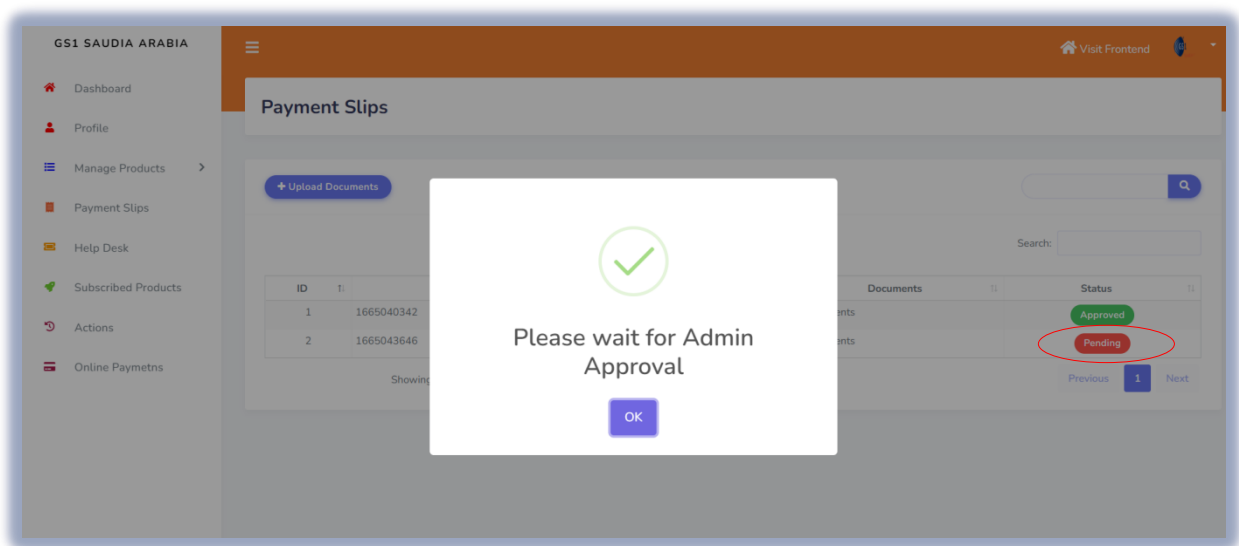 GS1 SAUDIA ARABIA
Visit Frontend
Dashboard
Payment Slips
Profile
Manage Products
+ Upload Documents
Payment Slips
Help Desk
Search:
Subscribed Products
ID Documents Status
1 1665040342 ents Approved
Actions
2 1665043646 ents Pending
Please wait for Admin
Approval
Online Paymetns
Showing
Previous 1 Next
OK